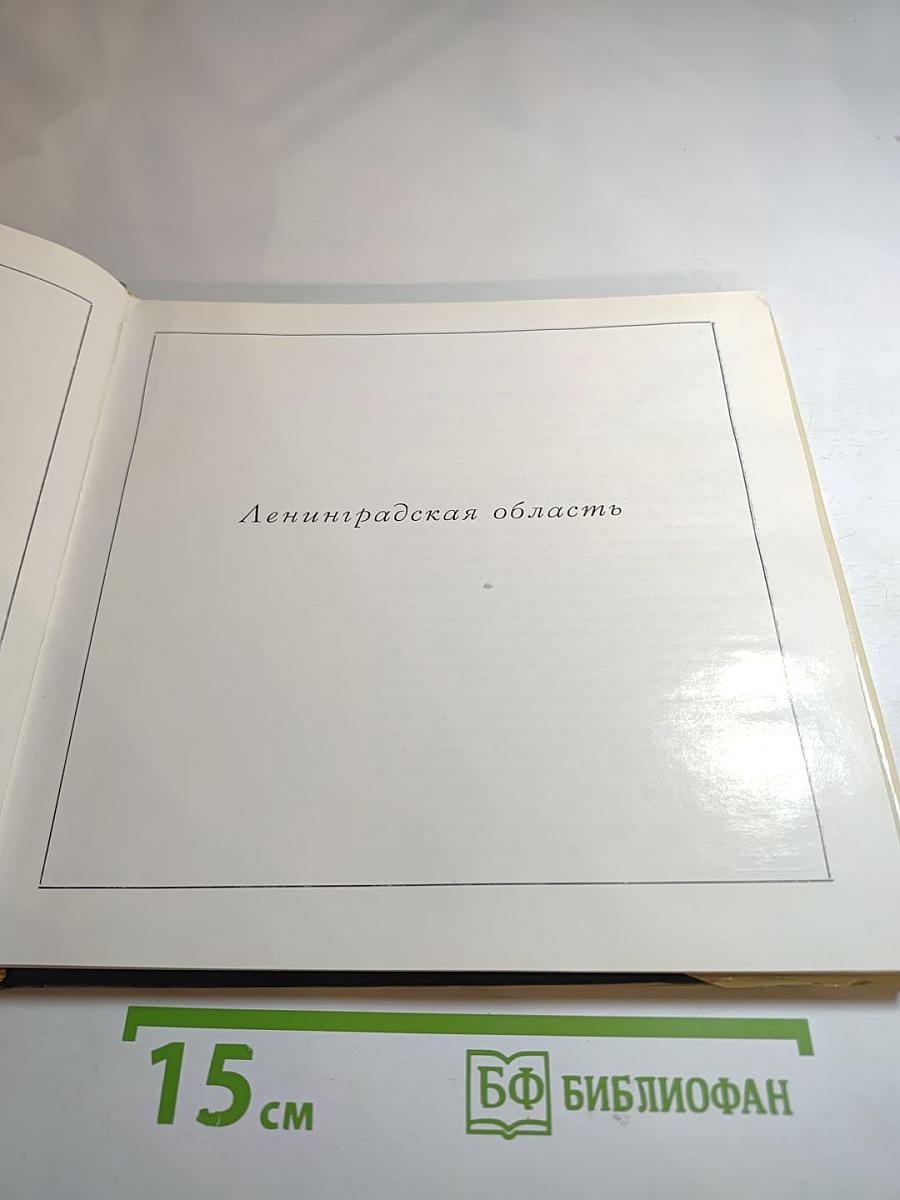 Ленинградская область
15 см
БФ БИБЛИОФАН